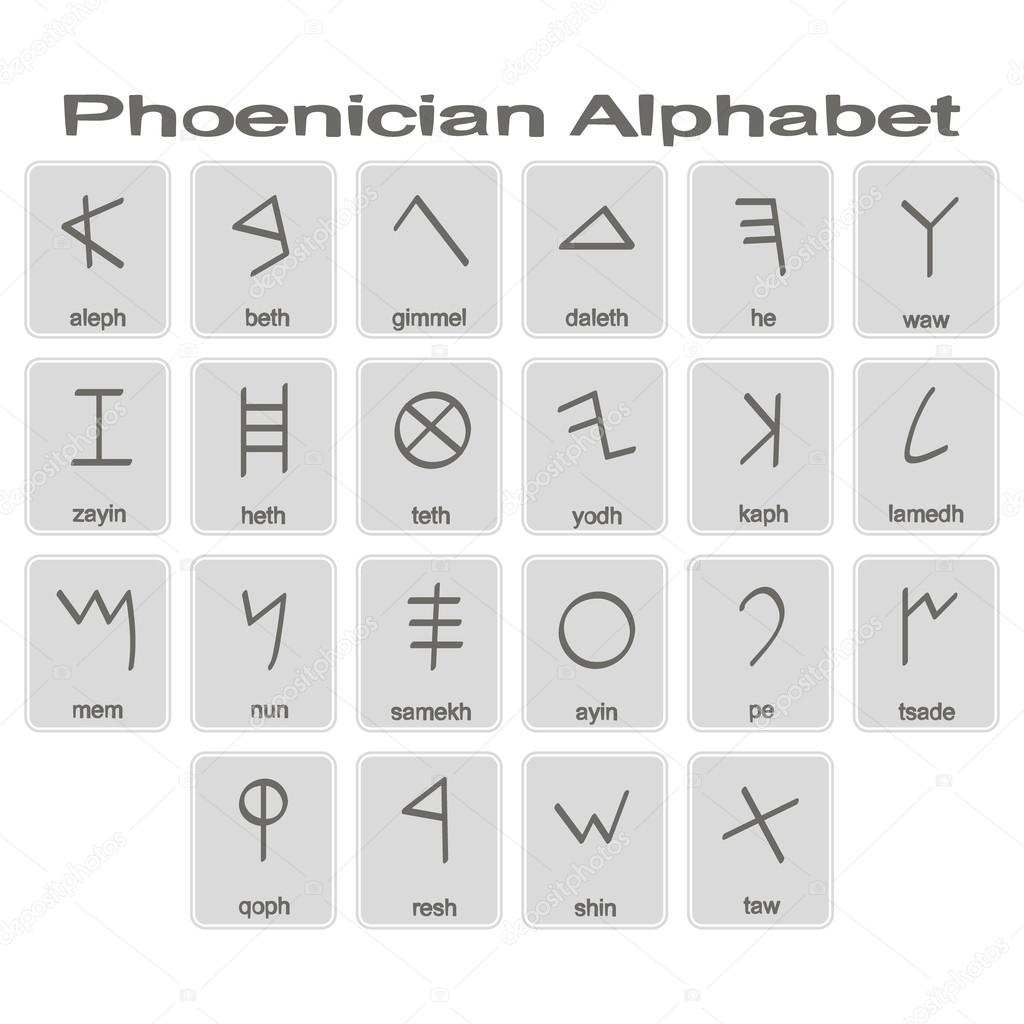 Phoenician Alphabet
𐤀 𐤁 𐤂 𐤃 𐤄 𐤅
aleph beth gimmel daleth he waw
𐤆 𐤇 𐤈 𐤉 𐤊 𐤋
zayin heth teth yodh kaph lamedh
𐤌 𐤍 𐤎 𐤏 𐤐 𐤑
mem nun samekh ayin pe tsade
𐤒 𐤓 𐤔 𐤕
qoph resh shin taw
depositphotos